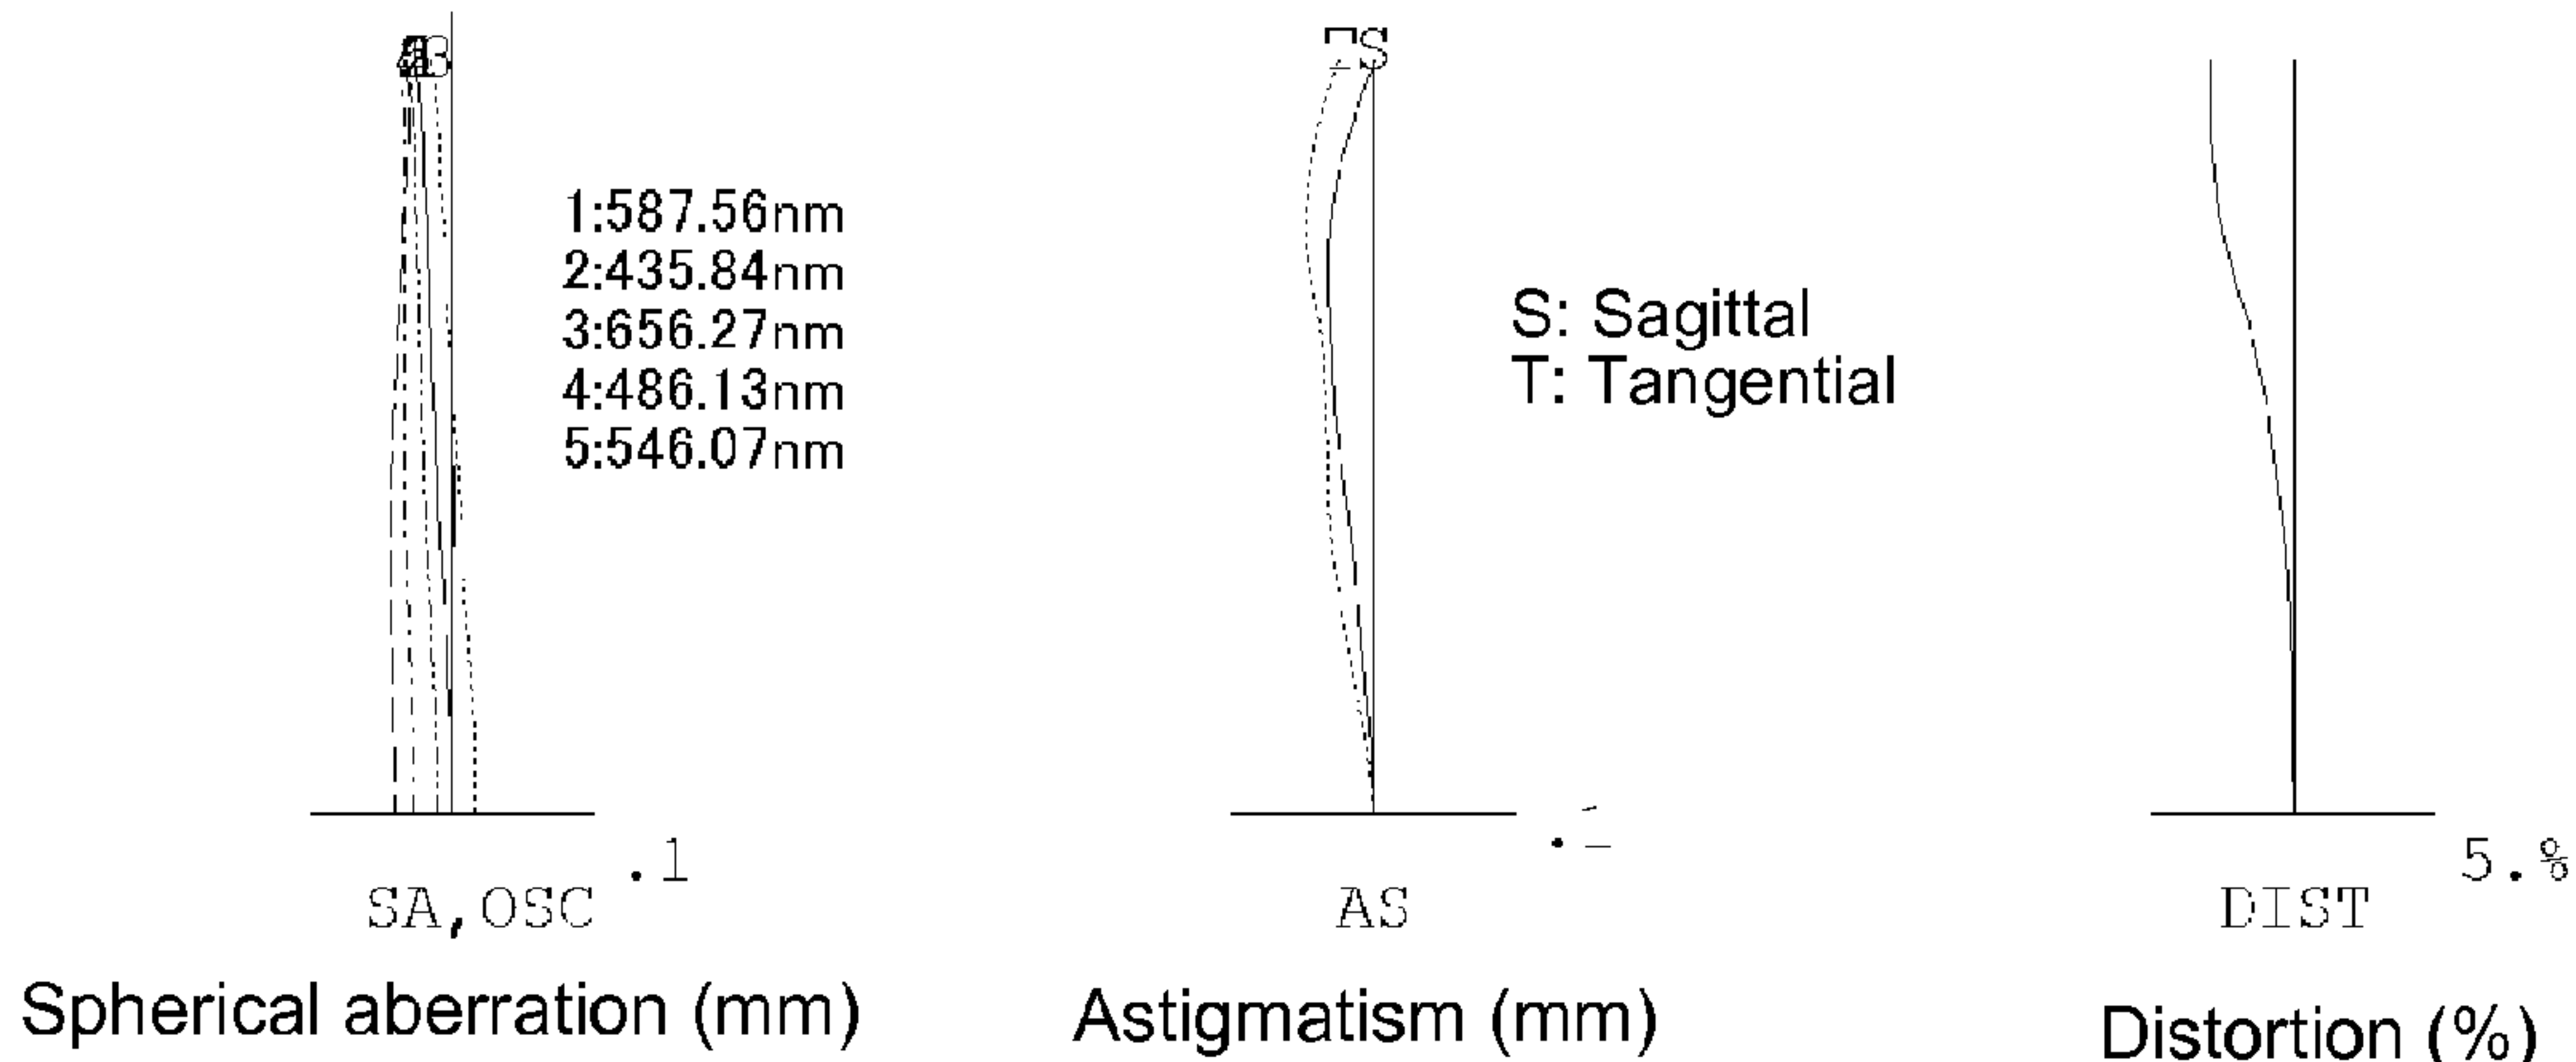 S
1:587.56nm
2:435.84nm
3:656.27nm
4:486.13nm
5:546.07nm
S: Sagittal
T: Tangential
.1
5.%
SA,OSC
AS
DIST
Spherical aberration (mm)
Astigmatism (mm)
Distortion (%)